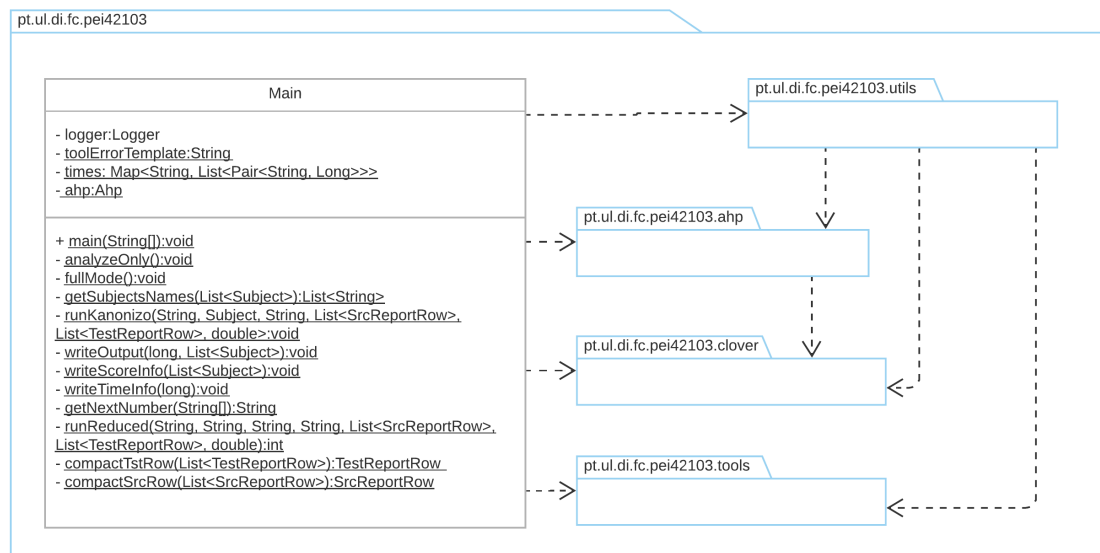 pt.ul.di.fc.pei42103
Main
- logger:Logger
- toolErrorTemplate:String
- times: Map<String, List<Pair<String, Long>>>
- ahp:Ahp
+ main(String[]):void
- analyzeOnly():void
- fullMode():void
- getSubjectsNames(List<Subject>):List<String>
- runKanonizo(String, Subject, String, List<SrcReportRow>,
List<TestReportRow>, double>:void
- writeOutput(long, List<Subject>):void
- writeScoreInfo(List<Subject>):void
- writeTimeInfo(long):void
- getNextNumber(String[]):String
- runReduced(String, String, String, String, List<SrcReportRow>,
List<TestReportRow>, double):int
- compactTstRow(List<TestReportRow>):TestReportRow
- compactSrcRow(List<SrcReportRow>):SrcReportRow
pt.ul.di.fc.pei42103.utils
pt.ul.di.fc.pei42103.ahp
pt.ul.di.fc.pei42103.clover
pt.ul.di.fc.pei42103.tools